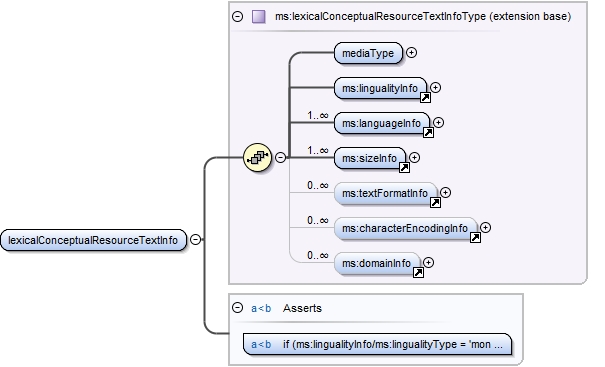 ms:lexicalConceptualResourceTextInfoType (extension base)
mediaType
ms:lingualityInfo
1..∞
ms:languageInfo
1..∞
ms:sizeInfo
0..∞
ms:textFormatInfo
0..∞
ms:characterEncodingInfo
0..∞
ms:domainInfo
lexicalConceptualResourceTextInfo
a<b Asserts
a<b if (ms:lingualityInfo/ms:lingualityType = 'mon ...